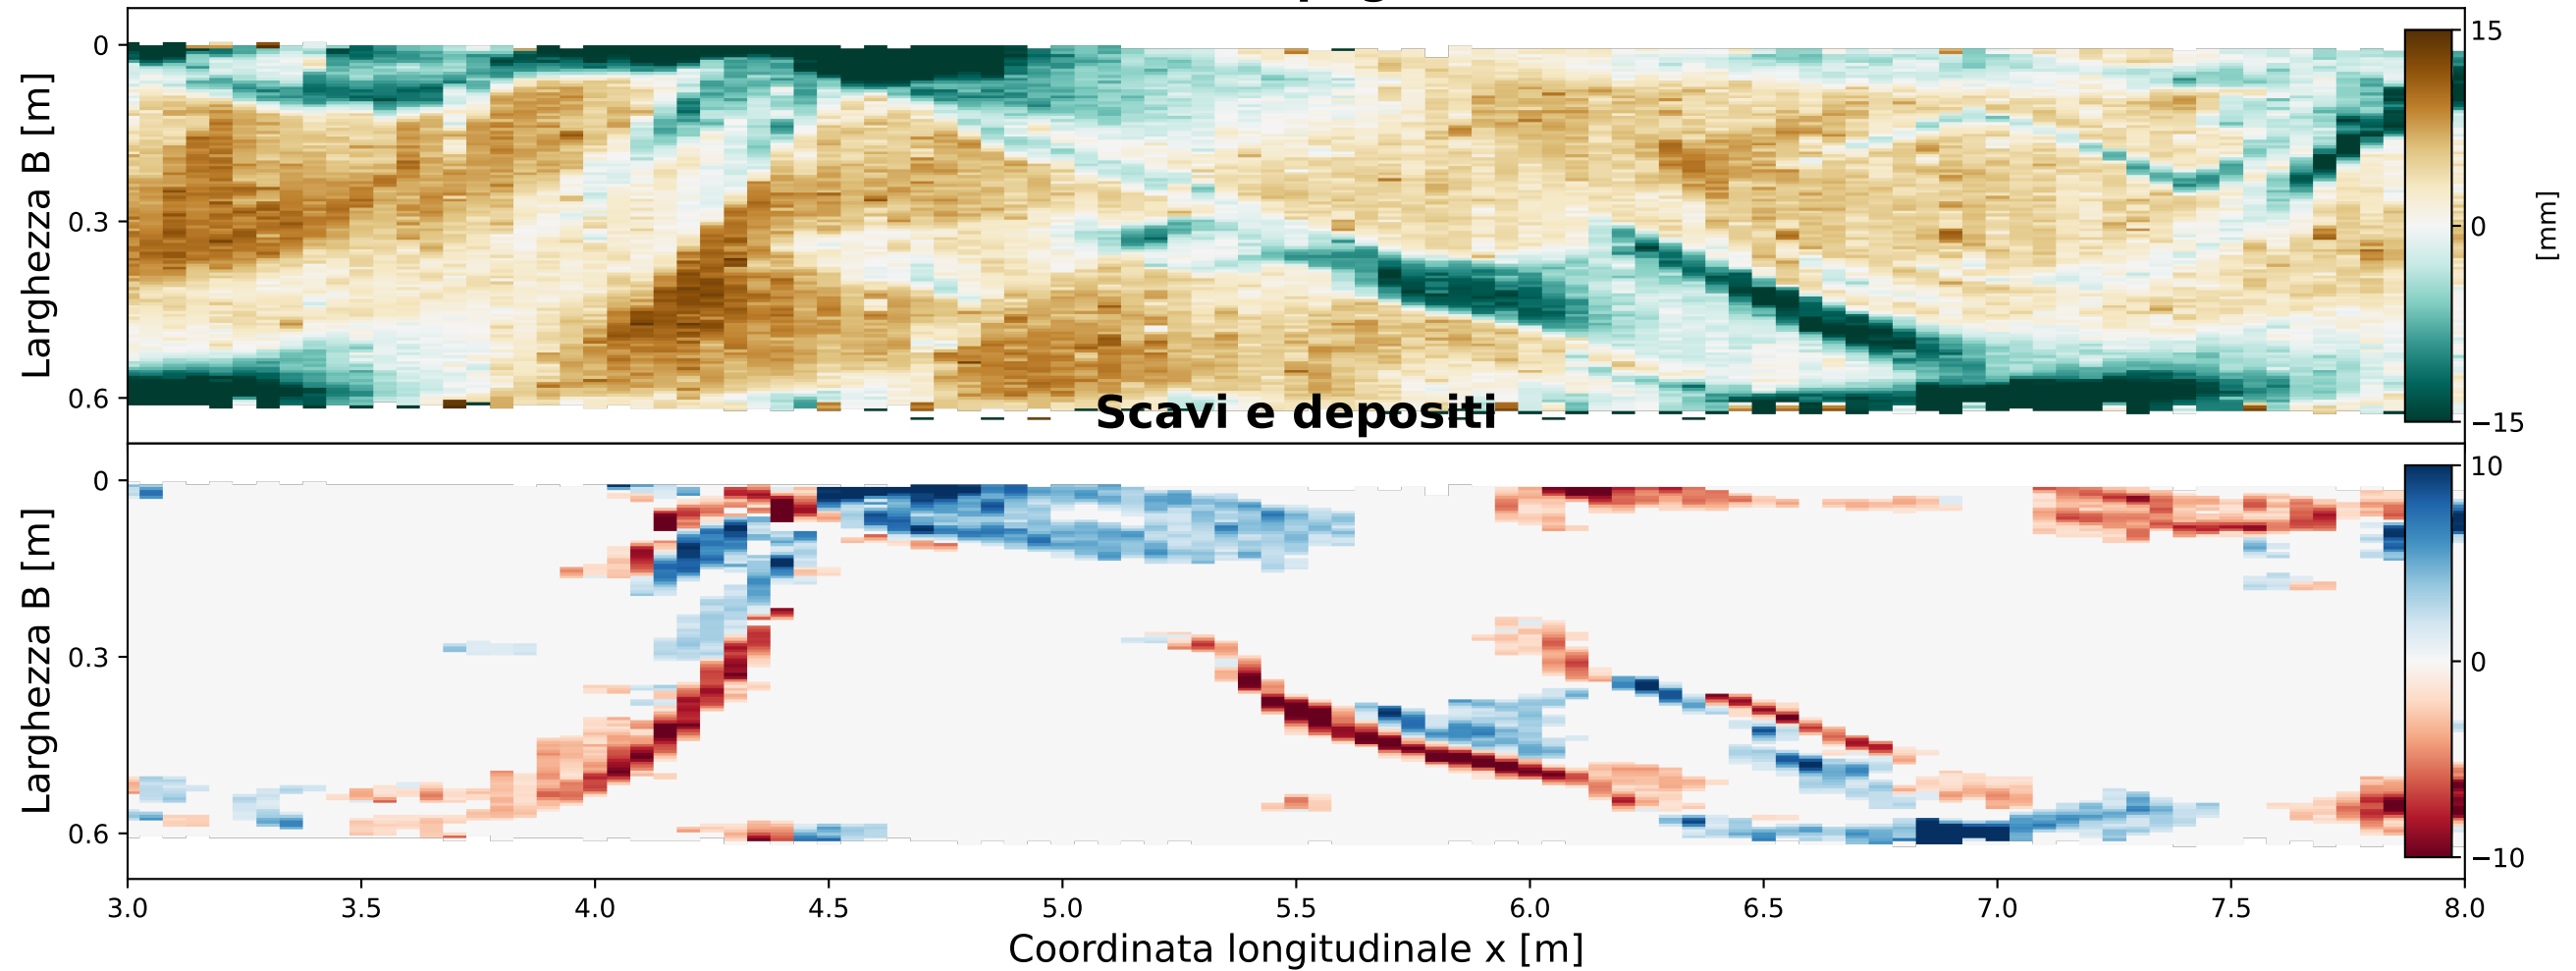 0
0.3
0.6
Larghezza B [m]
15
0
−15
[mm]
Scavi e depositi
0
0.3
0.6
Larghezza B [m]
10
0
−10
3.0 3.5 4.0 4.5 5.0 5.5 6.0 6.5 7.0 7.5 8.0
Coordinata longitudinale x [m]